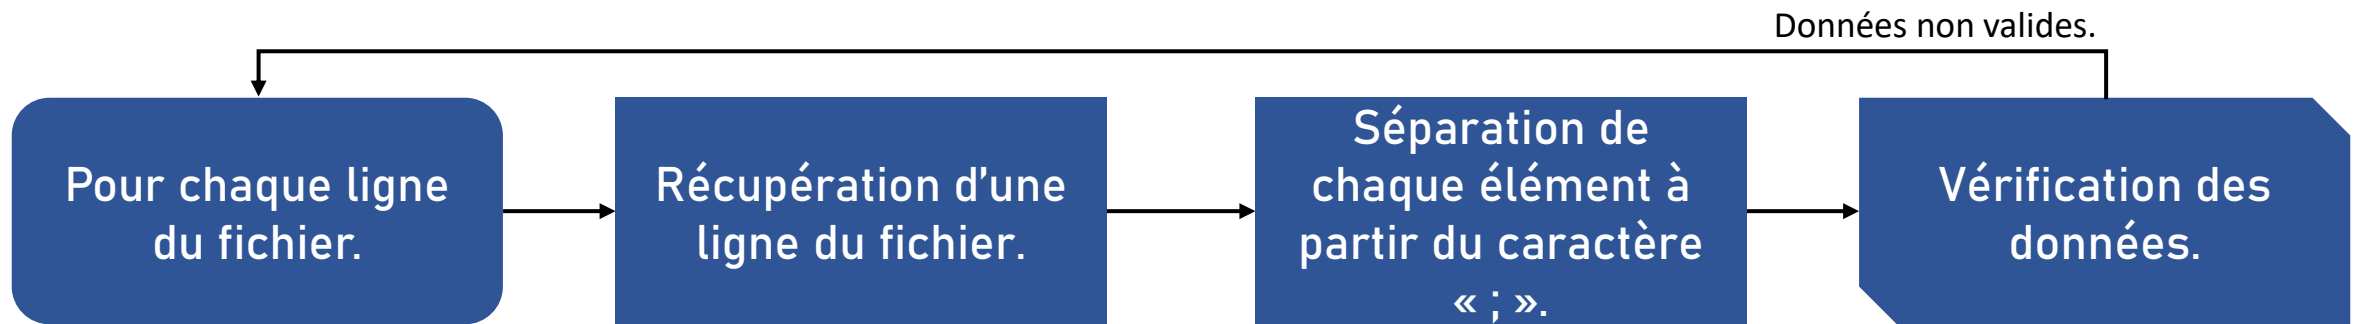 Données non valides.
Pour chaque ligne
du fichier.
Récupération d’une
ligne du fichier.
Séparation de
chaque élément à
partir du caractère
« ; ».
Vérification des
données.